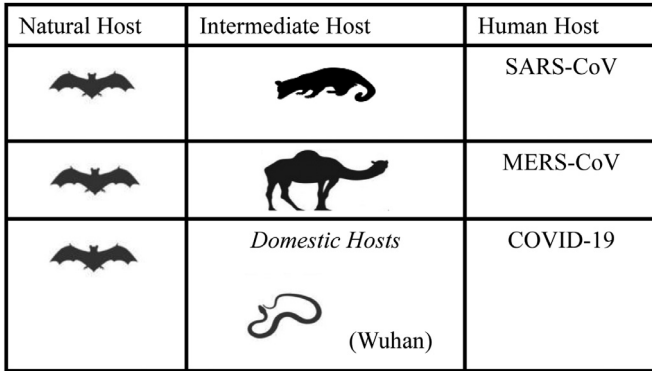 Natural Host Intermediate Host Human Host
SARS-CoV
MERS-CoV
Domestic Hosts COVID-19
(Wuhan)